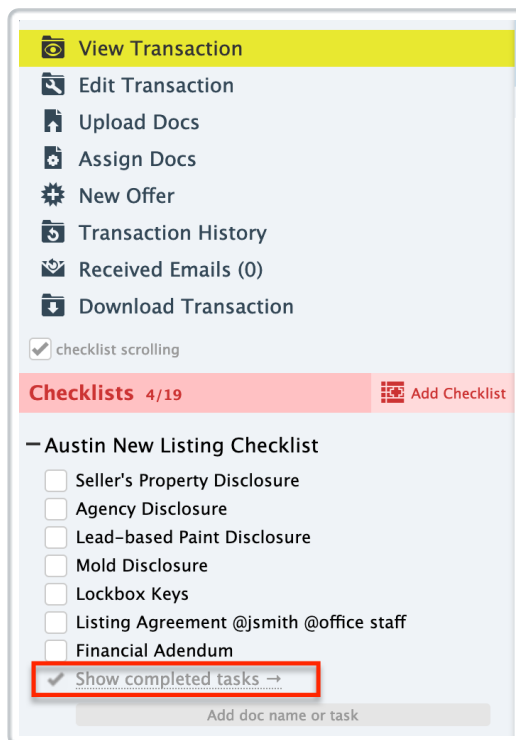 View Transaction
Edit Transaction
Upload Docs
Assign Docs
New Offer
Transaction History
Received Emails (0)
Download Transaction
checklist scrolling
Checklists 4/19 Add Checklist
Austin New Listing Checklist
Seller's Property Disclosure
Agency Disclosure
Lead-based Paint Disclosure
Mold Disclosure
Lockbox Keys
Listing Agreement @jsmith @office staff
Financial Adendum
Show completed tasks →
Add doc name or task